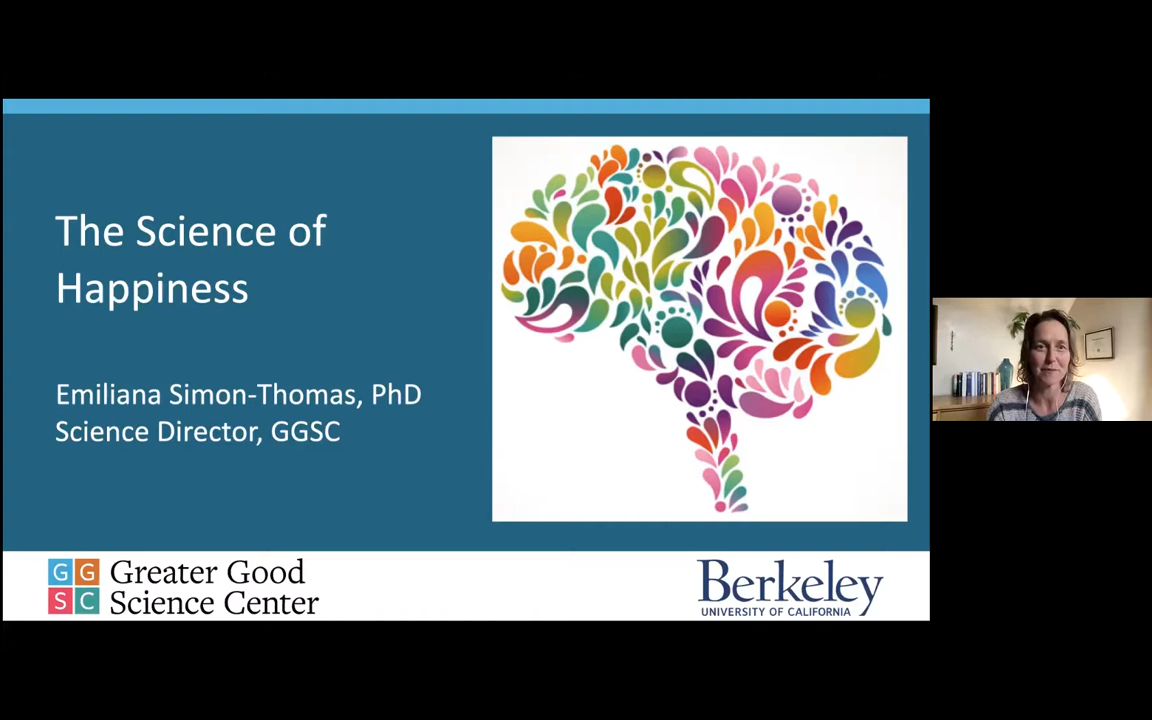 The Science of
Happiness
Emiliana Simon-Thomas, PhD
Science Director, GGSC
G G
S C
Greater Good
Science Center
Berkeley
UNIVERSITY OF CALIFORNIA